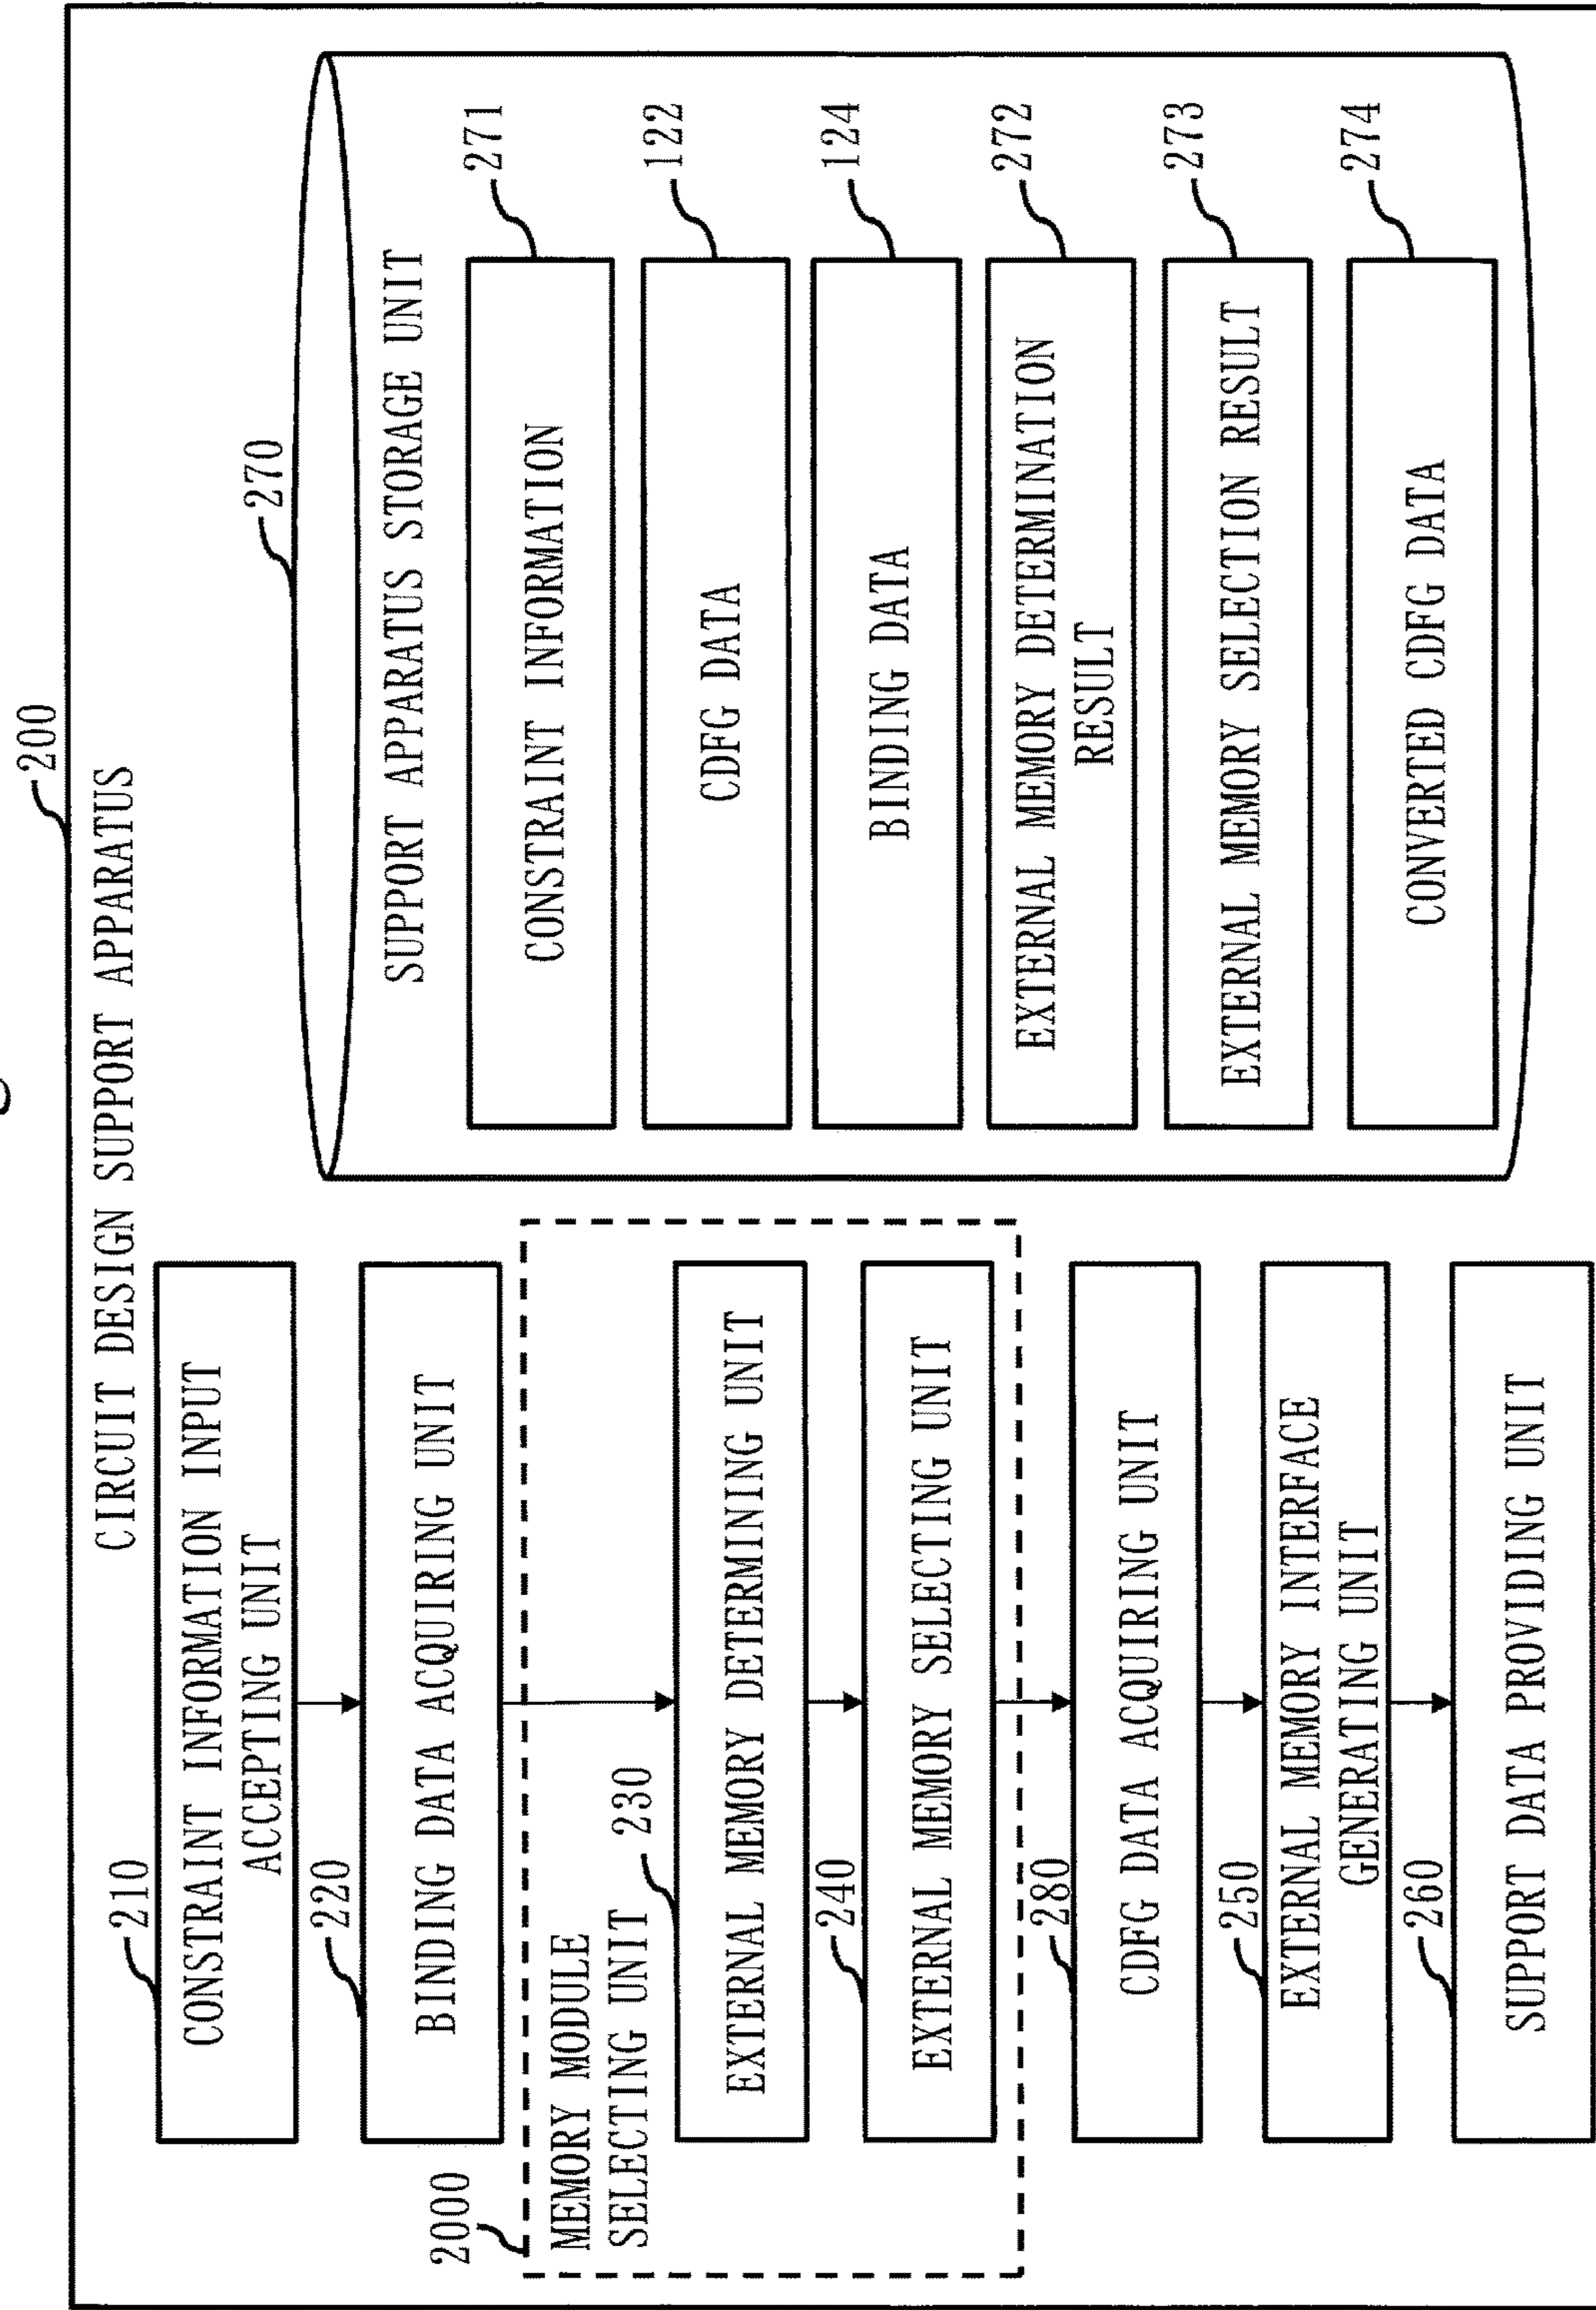 200
CIRCUIT DESIGN SUPPORT APPARATUS
210
CONSTRAINT INFORMATION INPUT
ACCEPTING UNIT
220
BINDING DATA ACQUIRING UNIT
2000
MEMORY MODULE
SELECTING UNIT
230
EXTERNAL MEMORY DETERMINING UNIT
240
EXTERNAL MEMORY SELECTING UNIT
280
CDFG DATA ACQUIRING UNIT
250
EXTERNAL MEMORY INTERFACE
GENERATING UNIT
260
SUPPORT DATA PROVIDING UNIT
270
SUPPORT APPARATUS STORAGE UNIT
CONSTRAINT INFORMATION
271
CDFG DATA
122
BINDING DATA
124
EXTERNAL MEMORY DETERMINATION
RESULT
272
EXTERNAL MEMORY SELECTION RESULT
273
CONVERTED CDFG DATA
274